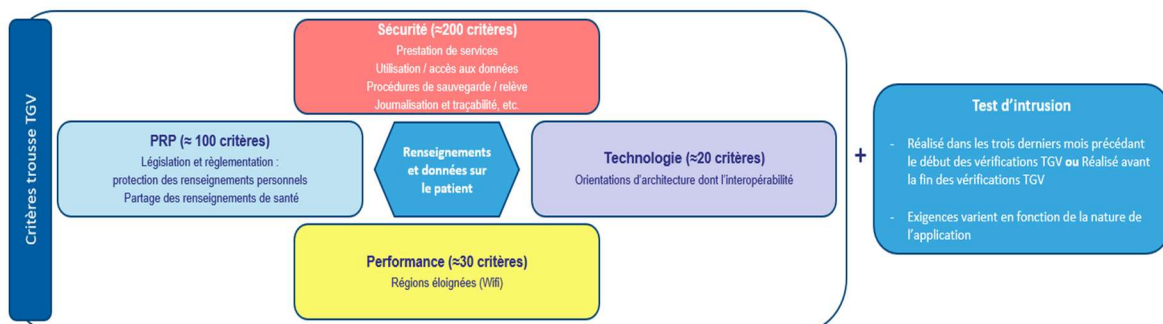 Critères trousse TGV
Sécurité (≈200 critères)
Prestation de services
Utilisation / accès aux données
Procédures de sauvegarde / relève
Journalisation et traçabilité, etc.
PRP (≈ 100 critères)
Législation et règlementation :
protection des renseignements personnels
Partage des renseignements de santé
Renseignements
et données sur
le patient
Technologie (≈20 critères)
Orientations d'architecture dont l'interopérabilité
Performance (≈30 critères)
Régions éloignées (Wifi)
+
Test d'intrusion
- Réalisé dans les trois derniers mois précédant
le début des vérifications TGV ou Réalisé avant
la fin des vérifications TGV
- Exigences varient en fonction de la nature de
l'application